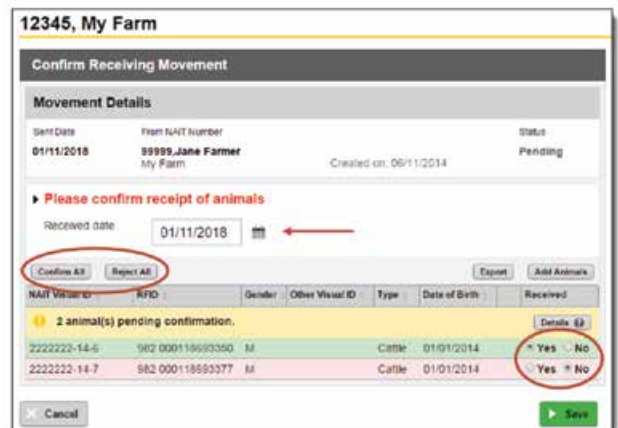 12345, My Farm
Confirm Receiving Movement
Movement Details
Sent Date From NAIT Number Status
01/11/2018 99999,Jane Farmer Pending
My Farm Created on: 06/11/2014
Please confirm receipt of animals
Received date 01/11/2018
Confirm All Reject All Export Add Animals
NAIT Visual ID RFID Gender Other Visual ID Type Date of Birth Received
2 animal(s) pending confirmation. Details
2222222-14-6 982 000118693350 M Cattle 01/01/2014 Yes No
2222222-14-7 982 000118693377 M Cattle 01/01/2014 Yes No
Cancel Save